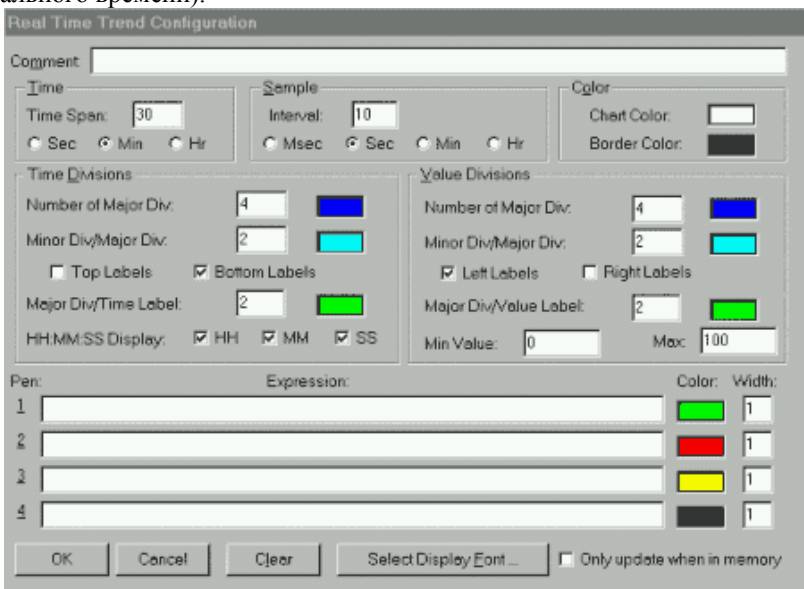 ального времени).
Real Time Trend Configuration
Comment
Time
Sample
Color
Time Span: 30
Interval: 10
Chart Color:
Sec Min Hr
Msec Sec Min Hr
Border Color:
Time Divisions
Value Divisions
Number of Major Div: 4
Number of Major Div: 4
Minor Div/Major Div: 2
Minor Div/Major Div: 2
Top Labels Bottom Labels
Left Labels Right Labels
Major Div/Time Label: 2
Major Div/Value Label: 2
HH:MM:SS Display: HH MM SS
Min Value: 0 Max: 100
Pen: Expression: Color: Width:
1 1
2 1
3 1
4 1
OK Cancel Clear Select Display Font... Only update when in memory